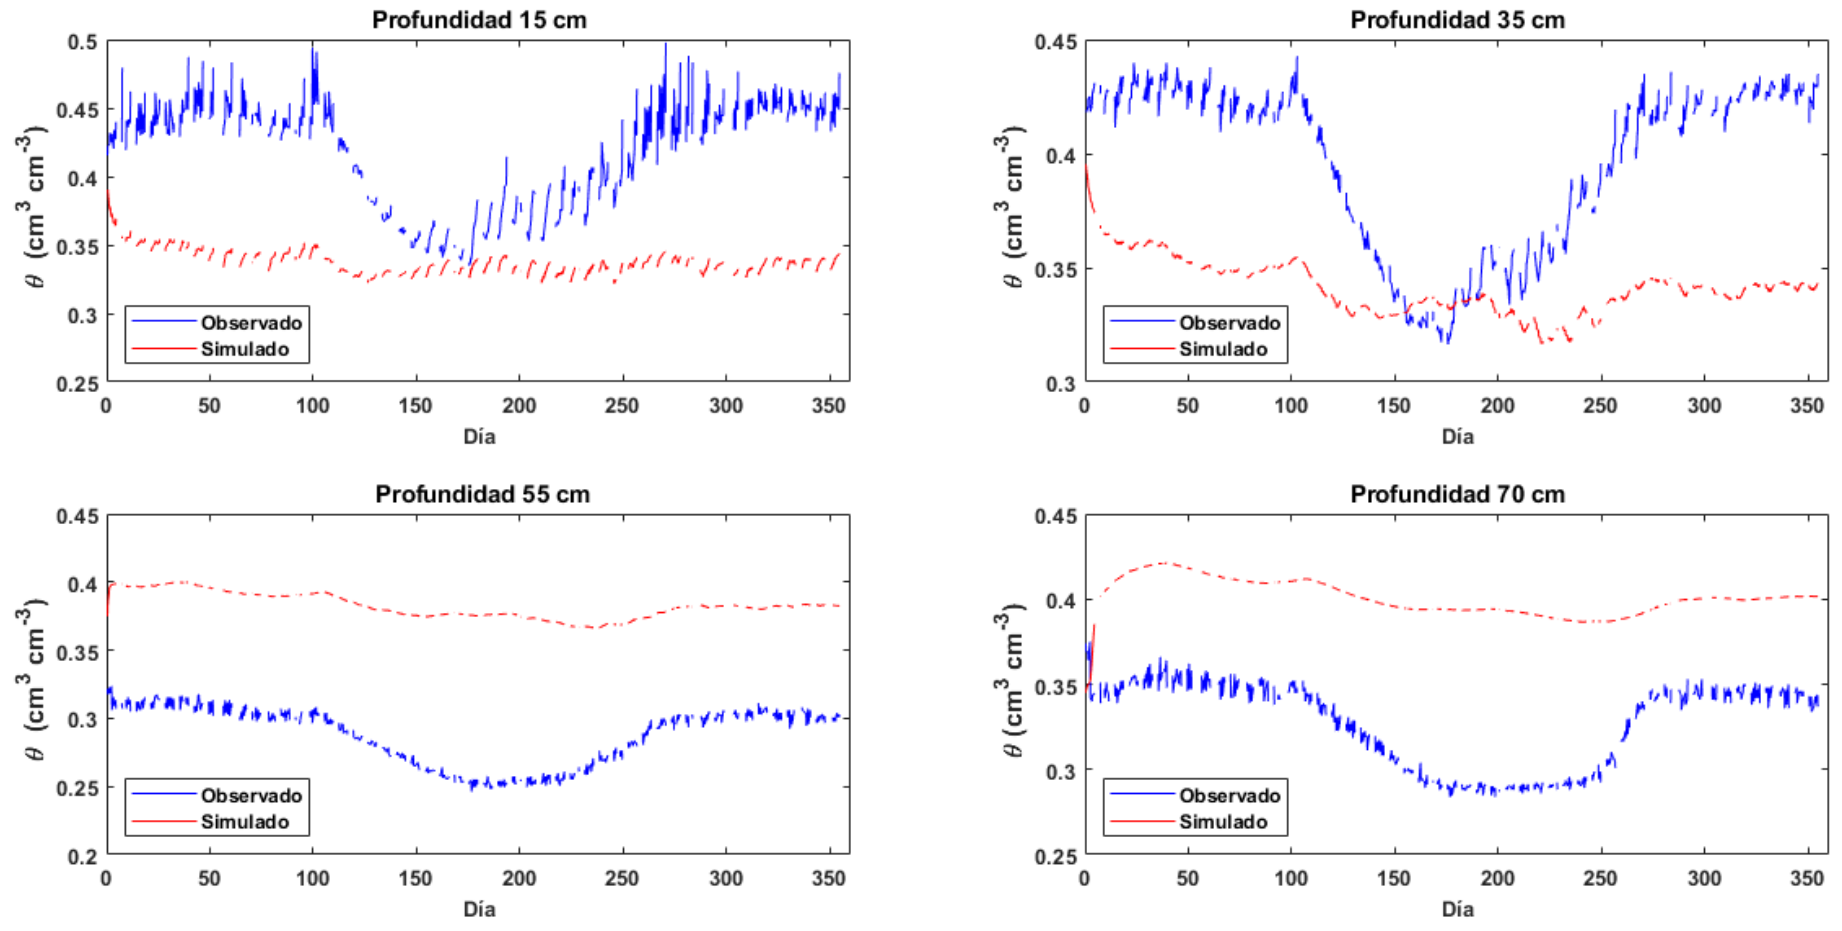 Profundidad 15 cm
0.5
0.45
0.4
0.35
0.3
0.25
θ (cm³ cm⁻³)
Observado
Simulado
0 50 100 150 200 250 300 350
Día
Profundidad 35 cm
0.45
0.4
0.35
0.3
θ (cm³ cm⁻³)
Observado
Simulado
0 50 100 150 200 250 300 350
Día
Profundidad 55 cm
0.45
0.4
0.35
0.3
0.25
0.2
θ (cm³ cm⁻³)
Observado
Simulado
0 50 100 150 200 250 300 350
Día
Profundidad 70 cm
0.45
0.4
0.35
0.3
0.25
θ (cm³ cm⁻³)
Observado
Simulado
0 50 100 150 200 250 300 350
Día